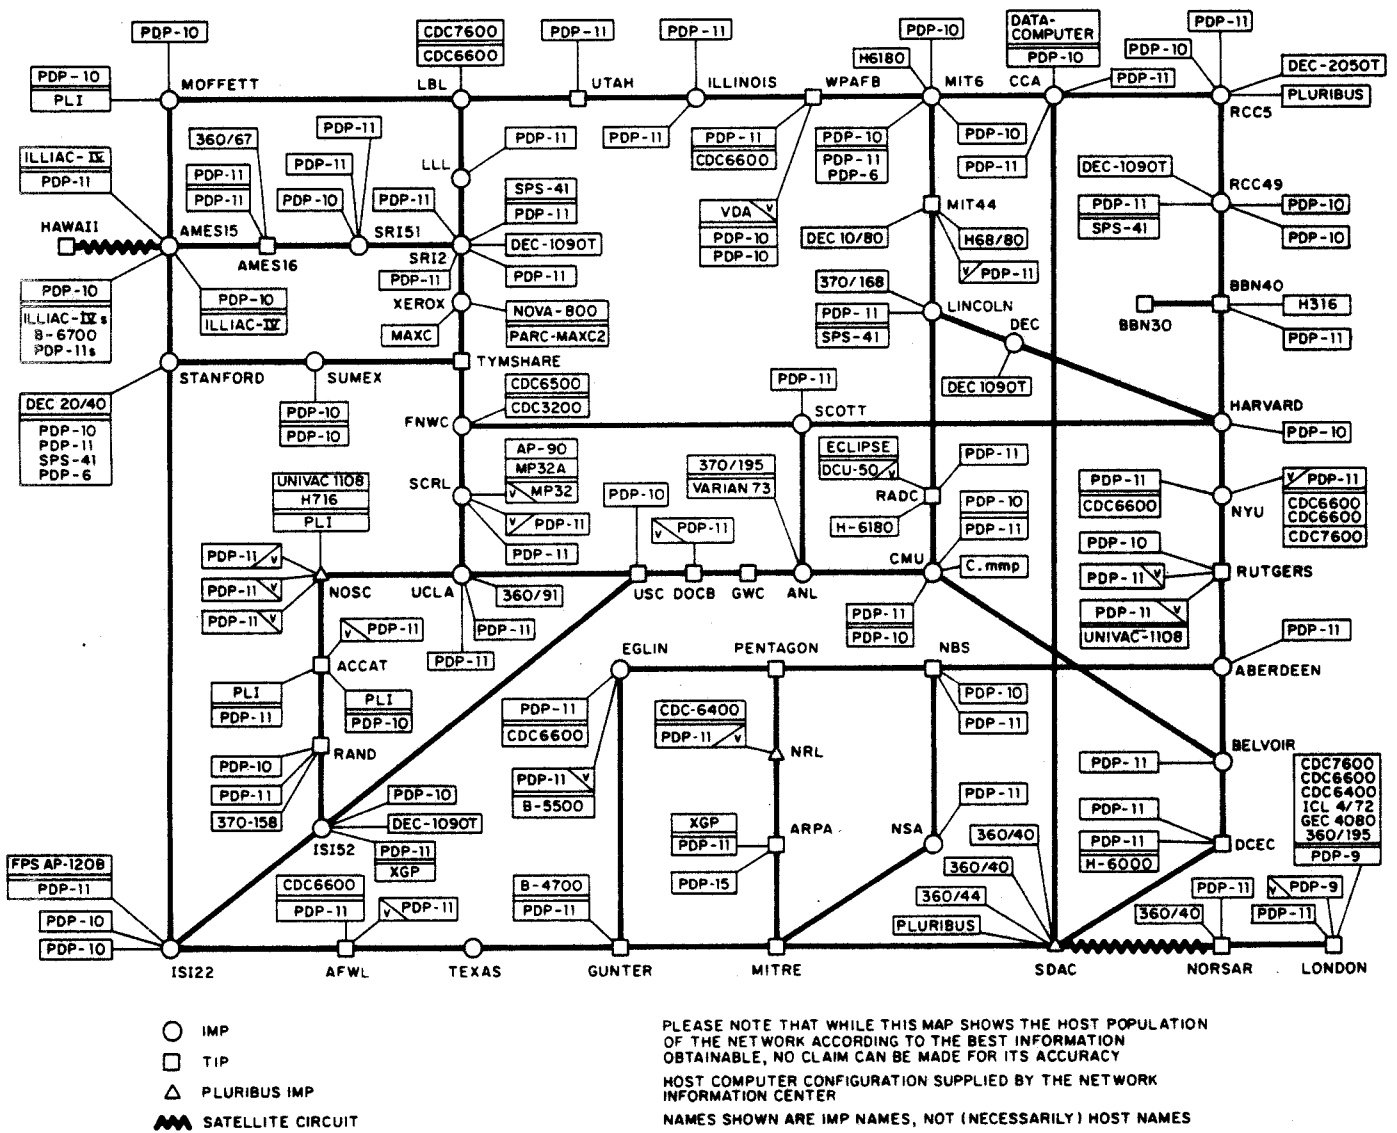 PDP-10
CDC7600
CDC6600
PDP-11
PDP-11
PDP-10
DATA-
COMPUTER
PDP-10
PDP-11
PDP-10
PLI
MOFFETT
LBL
UTAH
ILLINOIS
WPAFB
H6180
MIT6
CCA
PDP-11
PDP-10
DEC-2050T
PLURIBUS
RCC5
360/67
PDP-11
PDP-11
PDP-11
PDP-11
CDC6600
PDP-10
PDP-11
PDP-6
PDP-10
PDP-11
ILLIAC-IV
PDP-11
PDP-11
PDP-11
PDP-11
PDP-10
LLL
PDP-11
SPS-41
PDP-11
DEC-1090T
RCC49
PDP-11
SPS-41
PDP-10
PDP-10
HAWAII
AMES15
AMES16
SRI51
SRI2
DEC-1090T
PDP-11
PDP-11
VDA V
PDP-10
PDP-10
MIT44
DEC 10/80
H68/80
V PDP-11
PDP-10
ILLIAC-IVs
B-6700
PDP-11s
PDP-10
ILLIAC-IV
XEROX
MAXC
NOVA-800
PARC-MAXC2
370/168
PDP-11
SPS-41
LINCOLN
DEC
DEC 1090T
BBN30
BBN40
H316
PDP-11
STANFORD
SUMEX
TYMSHARE
DEC 20/40
PDP-10
PDP-11
SPS-41
PDP-6
PDP-10
PDP-10
FNWC
CDC6500
CDC3200
PDP-11
SCOTT
HARVARD
PDP-10
UNIVAC 1108
H716
PLI
SCRL
AP-90
MP32A
V MP32
V PDP-11
PDP-11
PDP-10
V PDP-11
370/195
VARIAN 73
ECLIPSE
DCU-50 V
RADC
H-6180
PDP-11
PDP-10
PDP-11
C.mmp
PDP-11
CDC6600
NYU
V PDP-11
CDC6600
CDC6600
CDC7600
PDP-11 V
PDP-11 V
PDP-11 V
NOSC
UCLA
360/91
PDP-11
PDP-11
USC
DOCB
GWC
ANL
CMU
PDP-11
PDP-10
PDP-10
PDP-11 V
PDP-11 V
UNIVAC-1108
RUTGERS
PDP-11
V PDP-11
ACCAT
PLI
PDP-11
PLI
PDP-10
EGLIN
PENTAGON
NBS
ABERDEEN
PDP-11
CDC6600
CDC-6400
PDP-11 V
PDP-10
PDP-11
RAND
PDP-10
PDP-11
370-158
PDP-11 V
B-5500
NRL
BELVOIR
PDP-11
CDC7600
CDC6600
CDC6400
ICL 4/72
GEC 4080
360/195
PDP-9
ISI52
PDP-10
DEC-1090T
PDP-11
XGP
XGP
PDP-11
ARPA
PDP-15
NSA
PDP-11
360/40
360/40
360/44
PLURIBUS
PDP-11
PDP-11
H-6000
DCEC
FPS AP-120B
PDP-11
PDP-10
PDP-10
CDC6600
PDP-11
V PDP-11
B-4700
PDP-11
PDP-11
360/40
V PDP-9
PDP-11
ISI22
AFWL
TEXAS
GUNTER
MITRE
SDAC
NORSAR
LONDON
IMP
TIP
PLURIBUS IMP
SATELLITE CIRCUIT
PLEASE NOTE THAT WHILE THIS MAP SHOWS THE HOST POPULATION
OF THE NETWORK ACCORDING TO THE BEST INFORMATION
OBTAINABLE, NO CLAIM CAN BE MADE FOR ITS ACCURACY
HOST COMPUTER CONFIGURATION SUPPLIED BY THE NETWORK
INFORMATION CENTER
NAMES SHOWN ARE IMP NAMES, NOT (NECESSARILY) HOST NAMES